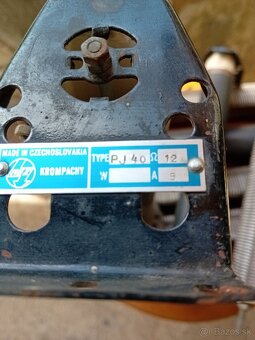 MADE IN CZECHOSLOVAKIA
KROMPACHY
TYPE PJ 40 Ω 12
W A 8
© Bazos.sk